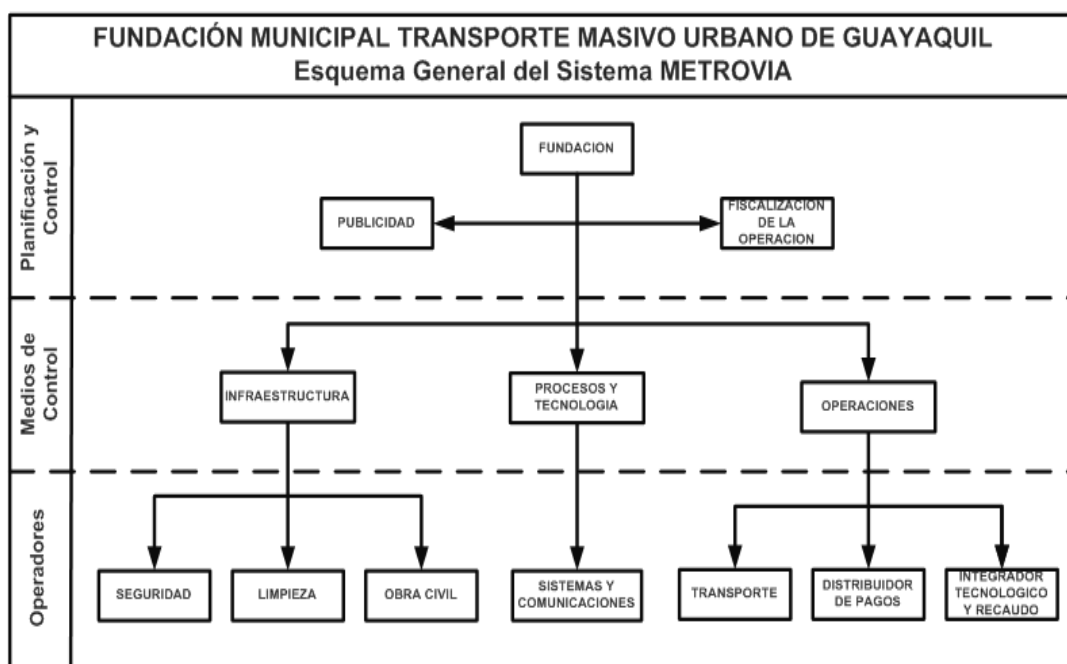 FUNDACIÓN MUNICIPAL TRANSPORTE MASIVO URBANO DE GUAYAQUIL
Esquema General del Sistema METROVIA
Planificación y
Control
FUNDACION
PUBLICIDAD
FISCALIZACION
DE LA
OPERACION
Medios de
Control
INFRAESTRUCTURA
PROCESOS Y
TECNOLOGIA
OPERACIONES
Operadores
SEGURIDAD
LIMPIEZA
OBRA CIVIL
SISTEMAS Y
COMUNICACIONES
TRANSPORTE
DISTRIBUIDOR
DE PAGOS
INTEGRADOR
TECNOLOGICO
Y RECAUDO